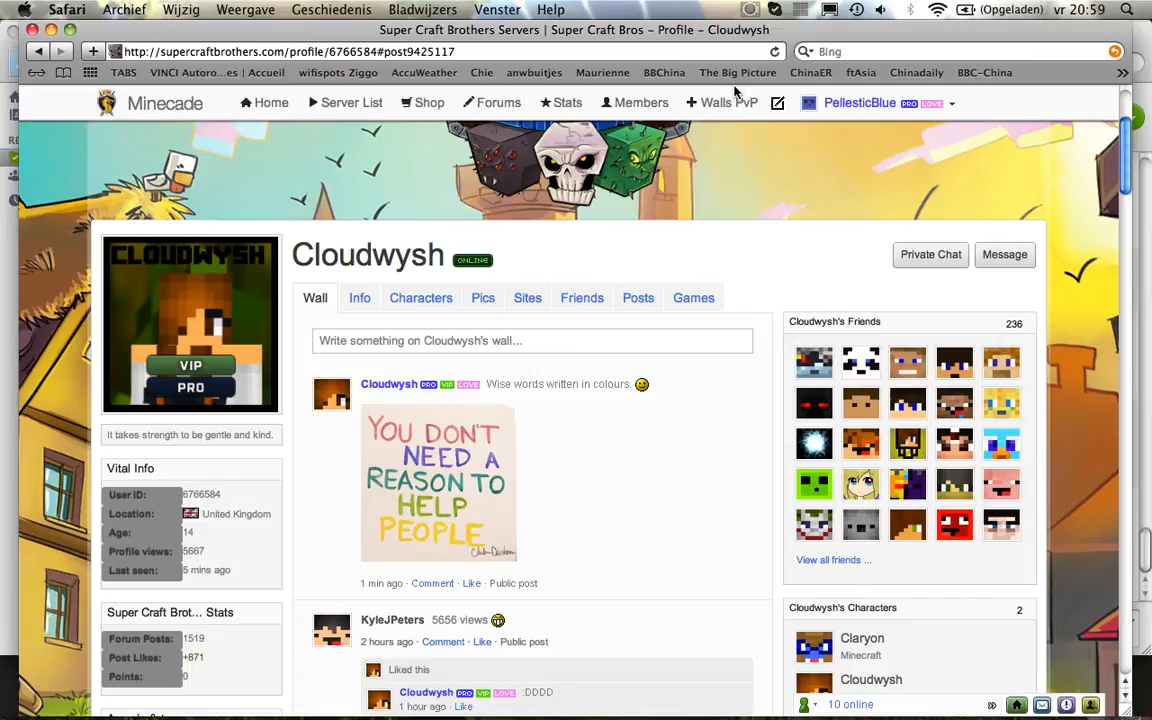 Safari Archief Wijzig Weergave Geschiedenis Bladwijzers Venster Help (Opgeladen) vr 20:59
Super Craft Brothers Servers | Super Craft Bros – Profile – Cloudwysh
http://supercraftbrothers.com/profile/6766584#post9425117 Bing
TABS VINCI Autoro...es | Accueil wifispots Ziggo AccuWeather Chie anwbuitjes Maurienne BBChina The Big Picture ChinaER ftAsia Chinadaily BBC-China
Minecade Home Server List Shop Forums Stats Members Walls PvP PellesticBlue PRO LOVE
CLOUDWYSH
VIP
PRO
It takes strength to be gentle and kind.
Vital Info
User ID: 6766584
Location: United Kingdom
Age: 14
Profile views: 5667
Last seen: 5 mins ago
Super Craft Brot... Stats
Forum Posts: 1519
Post Likes: +871
Points: 0
Cloudwysh ONLINE
Private Chat Message
Wall Info Characters Pics Sites Friends Posts Games
Write something on Cloudwysh's wall...
Cloudwysh PRO VIP LOVE Wise words written in colours.
YOU DON'T
NEED A
REASON TO
HELP
PEOPLE
1 min ago · Comment · Like · Public post
KyleJPeters 5656 views
2 hours ago · Comment · Like · Public post
Liked this
Cloudwysh PRO VIP LOVE :DDDD
1 hour ago · Like
Cloudwysh's Friends 236
View all friends ...
Cloudwysh's Characters 2
Claryon
Minecraft
Cloudwysh
10 online